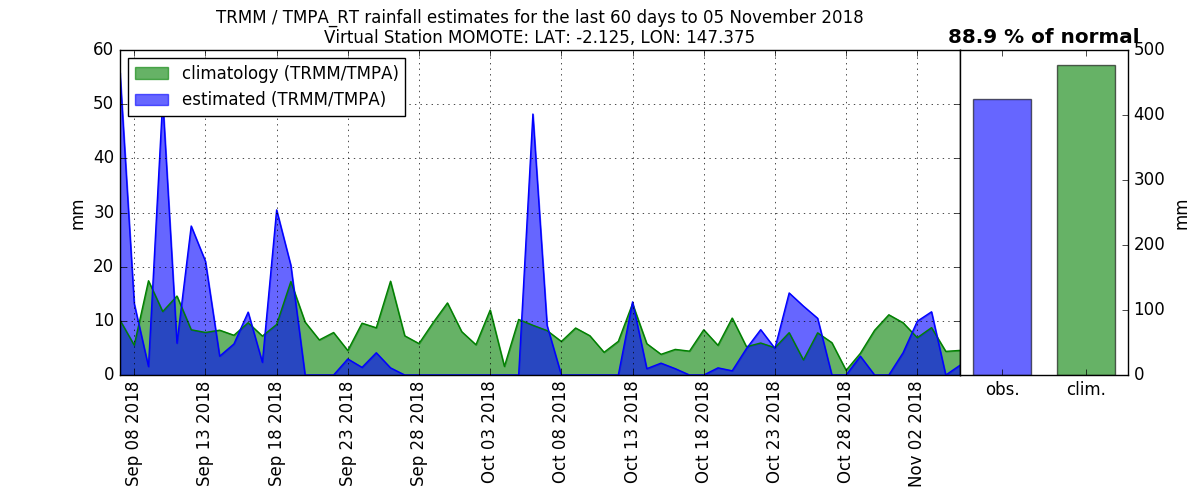 TRMM / TMPA_RT rainfall estimates for the last 60 days to 05 November 2018
Virtual Station MOMOTE: LAT: -2.125, LON: 147.375
88.9 % of normal
climatology (TRMM/TMPA)
estimated (TRMM/TMPA)
60
50
40
30
20
10
0
mm
Sep 08 2018
Sep 13 2018
Sep 18 2018
Sep 23 2018
Sep 28 2018
Oct 03 2018
Oct 08 2018
Oct 13 2018
Oct 18 2018
Oct 23 2018
Oct 28 2018
Nov 02 2018
500
400
300
200
100
0
mm
obs.
clim.